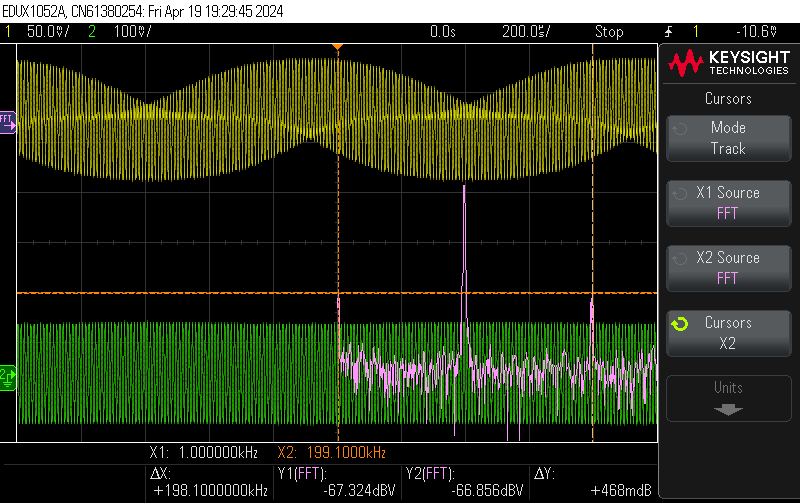 EDUX1052A, CN61380254: Fri Apr 19 19:29:45 2024
1 50.0V/ 2 100V/ 0.0s 200.0s/ Stop 1 -10.6V
KEYSIGHT
TECHNOLOGIES
Cursors
Mode
Track
X1 Source
FFT
X2 Source
FFT
Cursors
X2
Units
FFT
2
X1: 1.000000kHz X2: 199.1000kHz
ΔX:
+198.1000000kHz
Y1(FFT):
-67.324dBV
Y2(FFT):
-66.856dBV
ΔY:
+468mdB